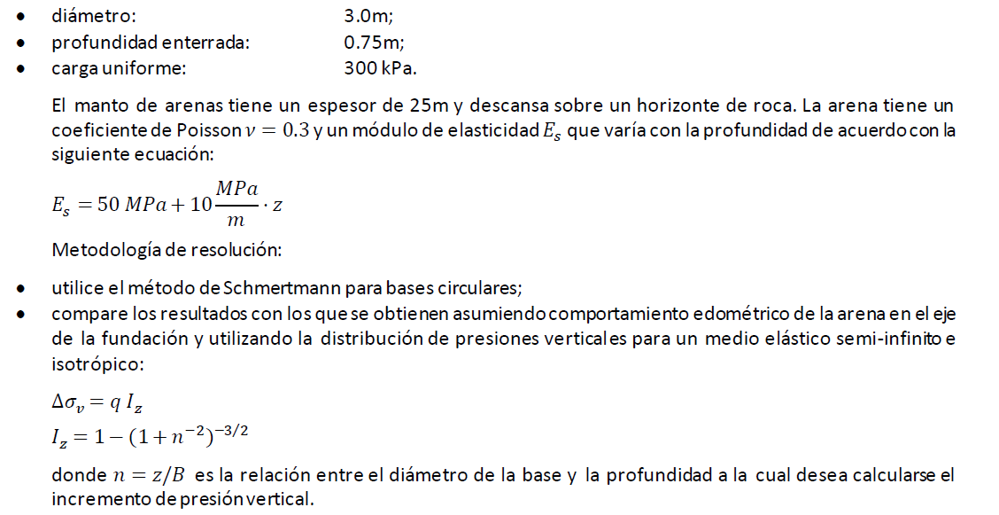 • diámetro: 3.0m;
• profundidad enterrada: 0.75m;
• carga uniforme: 300 kPa.
El manto de arenas tiene un espesor de 25m y descansa sobre un horizonte de roca. La arena tiene un
coeficiente de Poisson ν = 0.3 y un módulo de elasticidad E_s que varía con la profundidad de acuerdo con la
siguiente ecuación:
E_s = 50 MPa + 10 MPa/m · z
Metodología de resolución:
• utilice el método de Schmertmann para bases circulares;
• compare los resultados con los que se obtienen asumiendo comportamiento edométrico de la arena en el eje
de la fundación y utilizando la distribución de presiones verticales para un medio elástico semi-infinito e
isotrópico:
Δσ_v = q I_z
I_z = 1 − (1 + n^−2)^−3/2
donde n = z/B es la relación entre el diámetro de la base y la profundidad a la cual desea calcularse el
incremento de presión vertical.